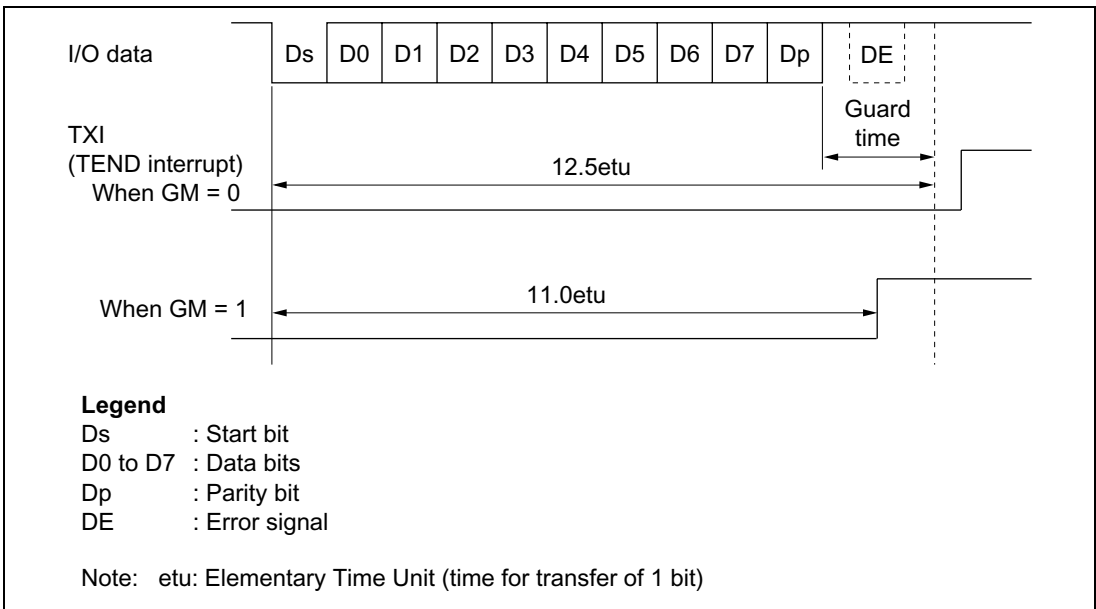 I/O data
Ds D0 D1 D2 D3 D4 D5 D6 D7 Dp DE
Guard
time
TXI
(TEND interrupt)
When GM = 0
12.5etu
When GM = 1
11.0etu
Legend
Ds : Start bit
D0 to D7 : Data bits
Dp : Parity bit
DE : Error signal
Note: etu: Elementary Time Unit (time for transfer of 1 bit)